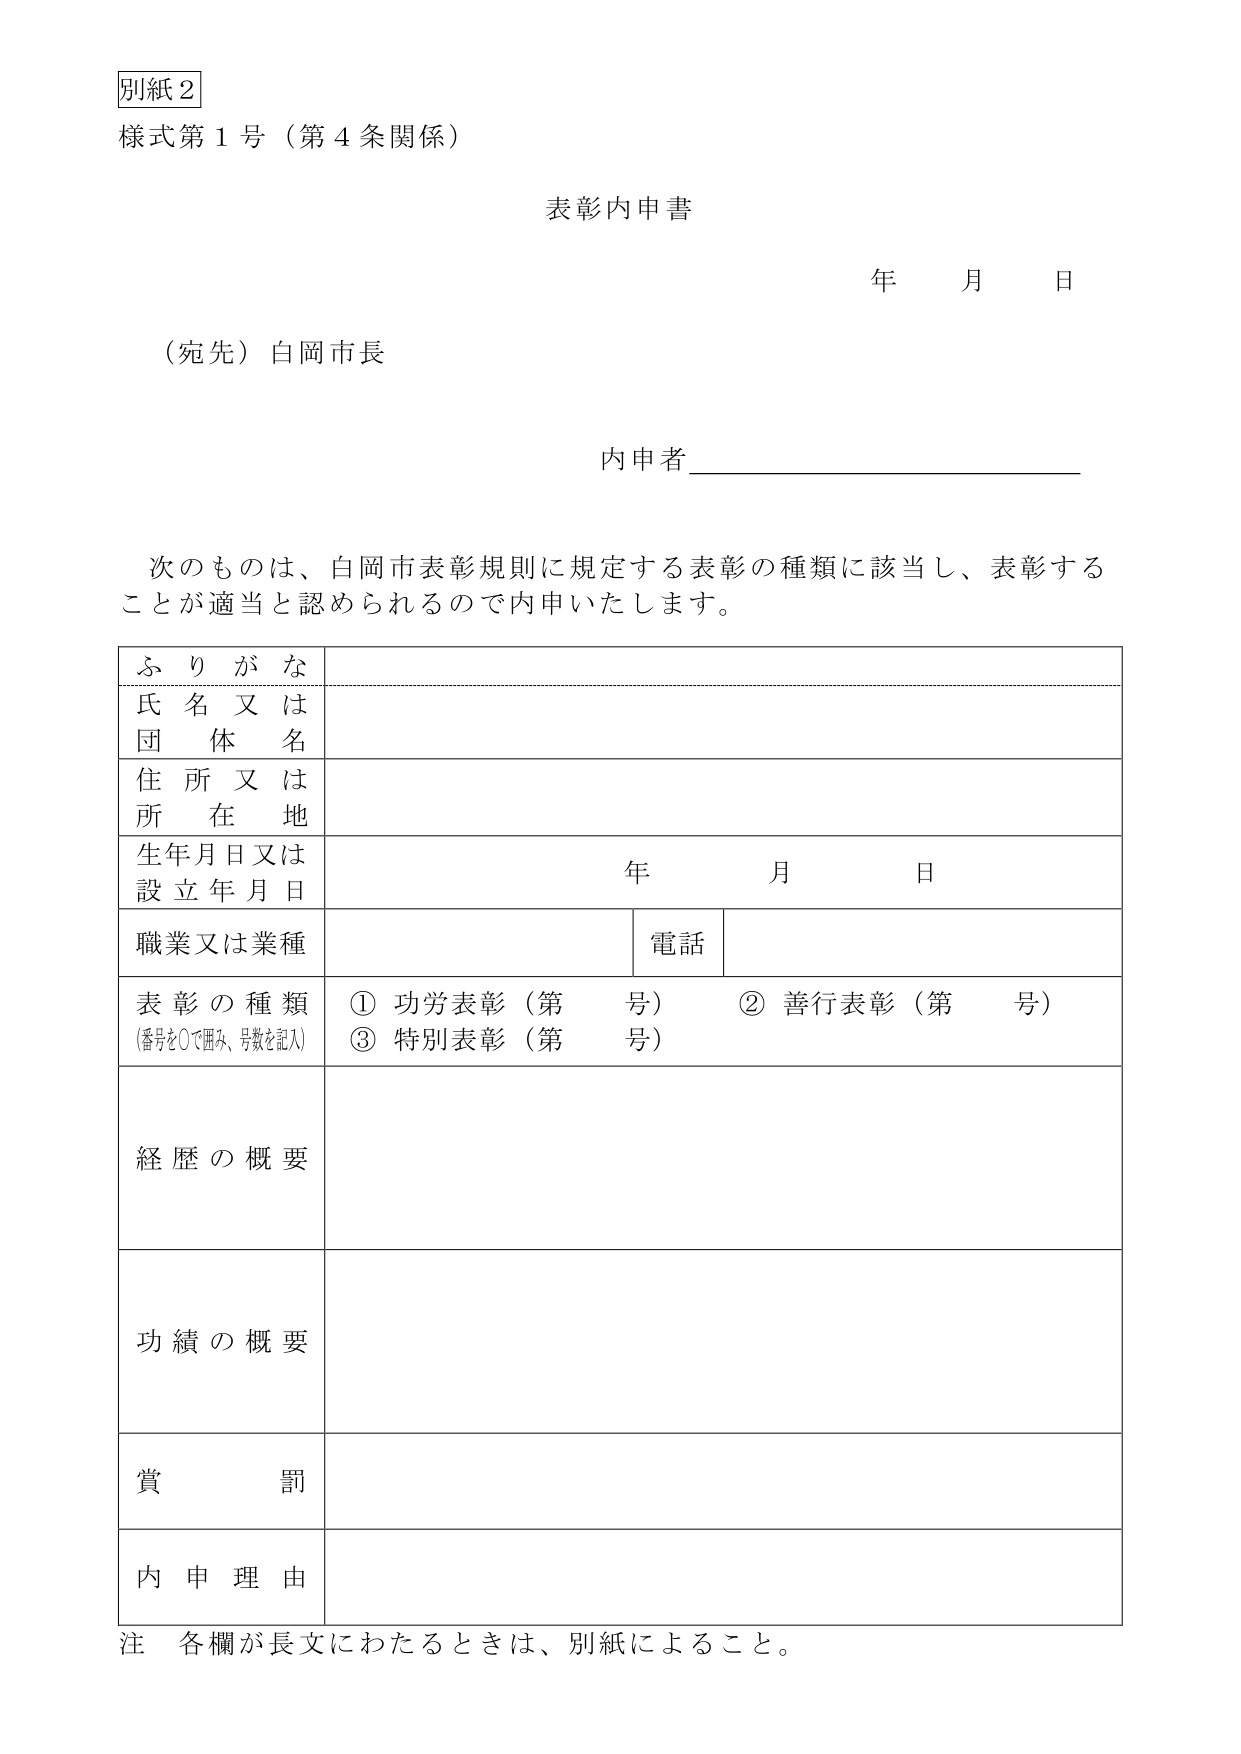 別紙２
様式第１号（第４条関係）
表彰内申書
年　　月　　日
（宛先）白岡市長
内申者
次のものは、白岡市表彰規則に規定する表彰の種類に該当し、表彰する
ことが適当と認められるので内申いたします。
ふりがな
氏名又は
団体名
住所又は
所在地
生年月日又は
設立年月日
年　　月　　日
職業又は業種
電話
表彰の種類
（番号を〇で囲み、号数を記入）
① 功労表彰（第　　号）　　② 善行表彰（第　　号）
③ 特別表彰（第　　号）
経歴の概要
功績の概要
賞罰
内申理由
注　各欄が長文にわたるときは、別紙によること。